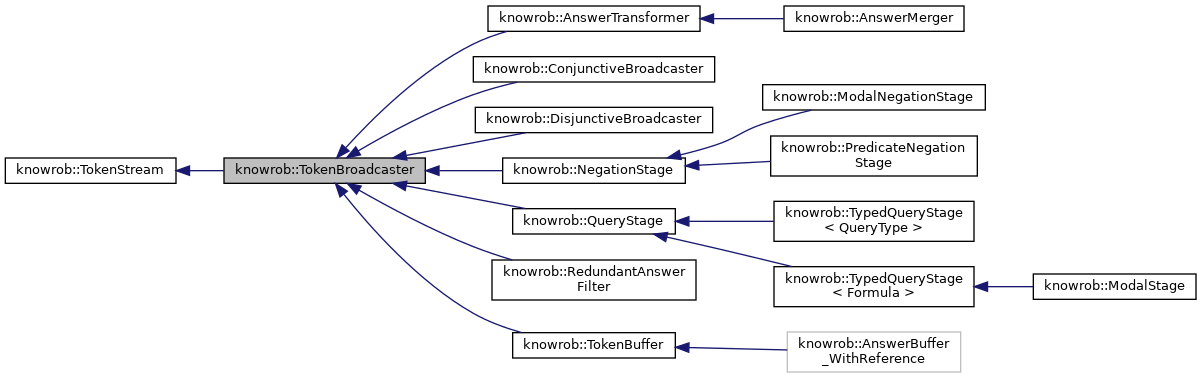 knowrob::AnswerTransformer
knowrob::AnswerMerger
knowrob::ConjunctiveBroadcaster
knowrob::ModalNegationStage
knowrob::DisjunctiveBroadcaster
knowrob::PredicateNegation
Stage
knowrob::TokenStream
knowrob::TokenBroadcaster
knowrob::NegationStage
knowrob::QueryStage
knowrob::TypedQueryStage
< QueryType >
knowrob::RedundantAnswer
Filter
knowrob::TypedQueryStage
< Formula >
knowrob::ModalStage
knowrob::TokenBuffer
knowrob::AnswerBuffer
_WithReference